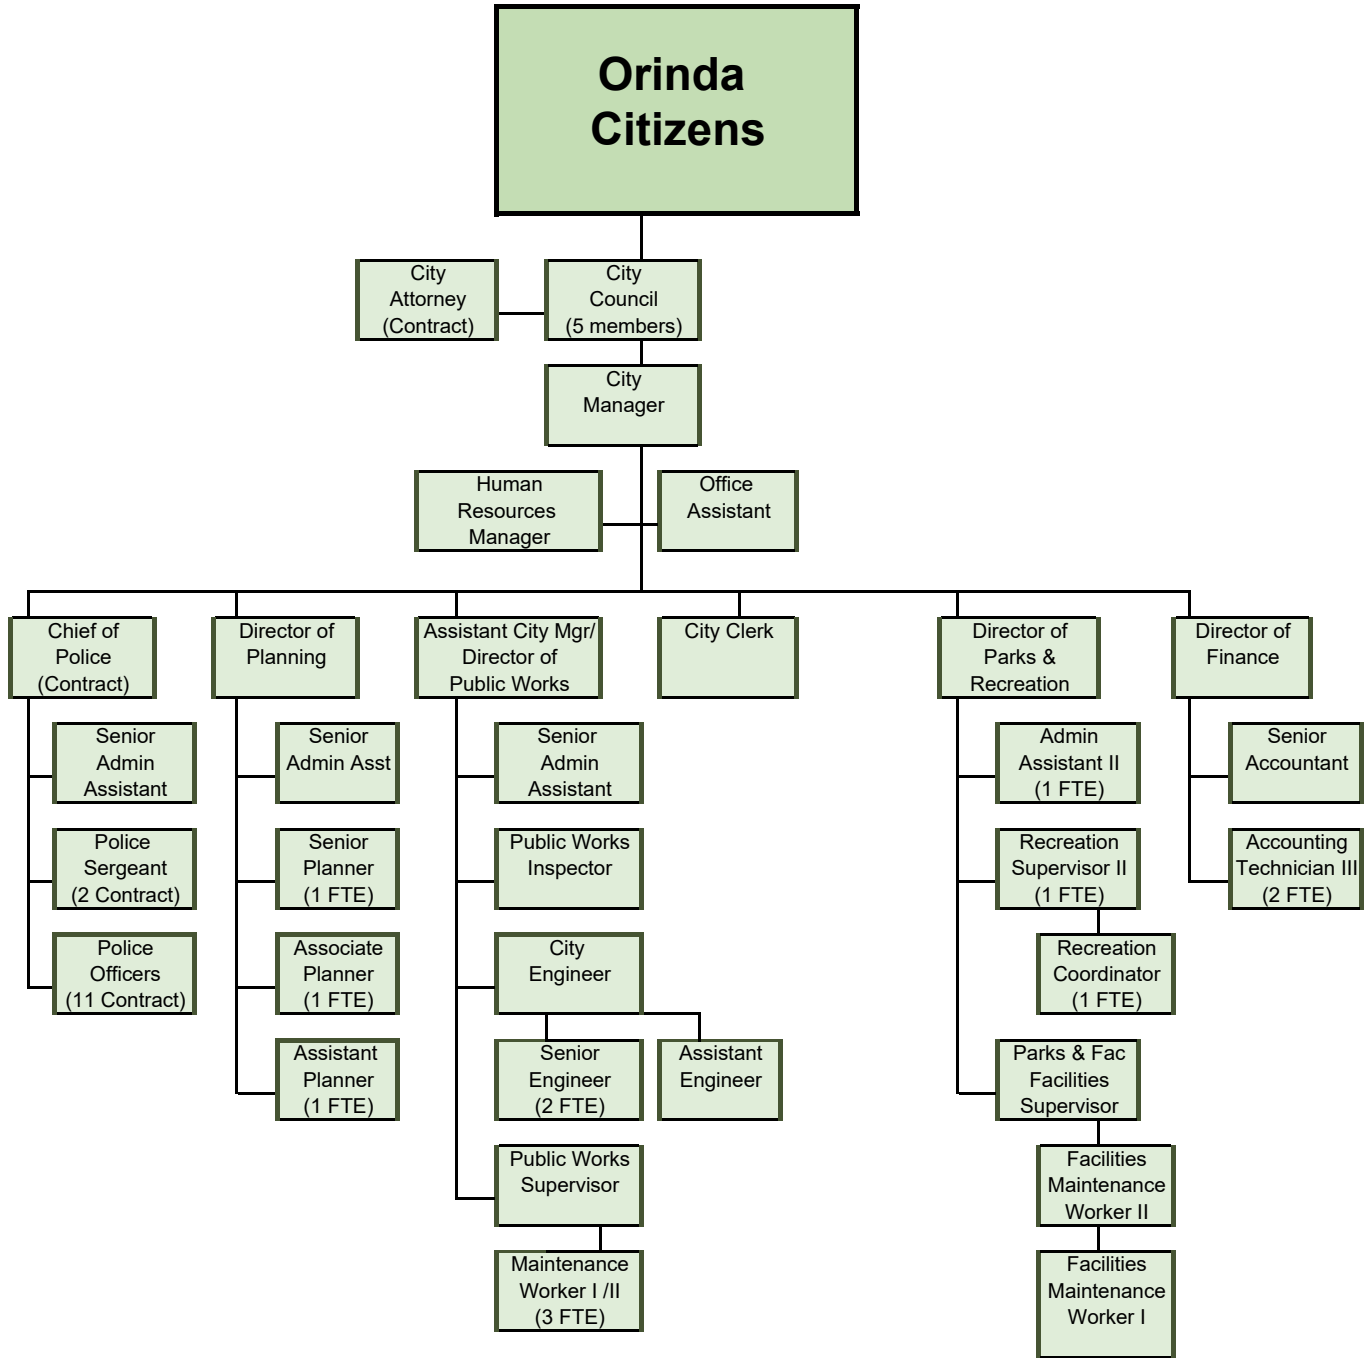 Orinda
Citizens
City
Attorney
(Contract)
City
Council
(5 members)
City
Manager
Human
Resources
Manager
Office
Assistant
Chief of
Police
(Contract)
Director of
Planning
Assistant City Mgr/
Director of
Public Works
City Clerk
Director of
Parks &
Recreation
Director of
Finance
Senior
Admin
Assistant
Senior
Admin Asst
Senior
Admin
Assistant
Admin
Assistant II
(1 FTE)
Senior
Accountant
Police
Sergeant
(2 Contract)
Senior
Planner
(1 FTE)
Public Works
Inspector
Recreation
Supervisor II
(1 FTE)
Accounting
Technician III
(2 FTE)
Police
Officers
(11 Contract)
Associate
Planner
(1 FTE)
City
Engineer
Recreation
Coordinator
(1 FTE)
Assistant
Planner
(1 FTE)
Senior
Engineer
(2 FTE)
Assistant
Engineer
Parks & Fac
Facilities
Supervisor
Public Works
Supervisor
Facilities
Maintenance
Worker II
Maintenance
Worker I /II
(3 FTE)
Facilities
Maintenance
Worker I